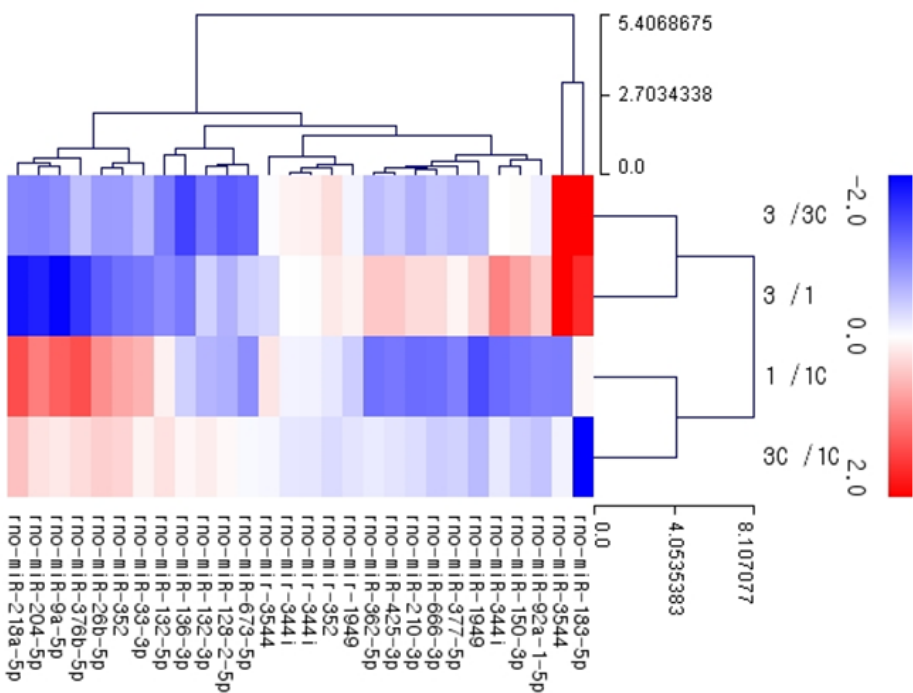 5.4068675
2.7034338
0.0
3 /3C
3 /1
1 /1C
3C /1C
-2.0
0.0
2.0
0.0
4.0535383
8.107077
rno-miR-218a-5p
rno-miR-204-5p
rno-miR-9a-5p
rno-miR-376b-5p
rno-miR-26b-5p
rno-miR-352
rno-miR-33-3p
rno-miR-132-5p
rno-miR-136-3p
rno-miR-132-3p
rno-miR-128-2-5p
rno-miR-673-5p
rno-mir-3544
rno-mir-344i
rno-mir-344i
rno-mir-352
rno-mir-1949
rno-miR-362-5p
rno-miR-425-3p
rno-miR-210-3p
rno-miR-666-3p
rno-miR-377-5p
rno-miR-1949
rno-miR-344i
rno-miR-150-3p
rno-miR-92a-1-5p
rno-miR-3544
rno-miR-183-5p